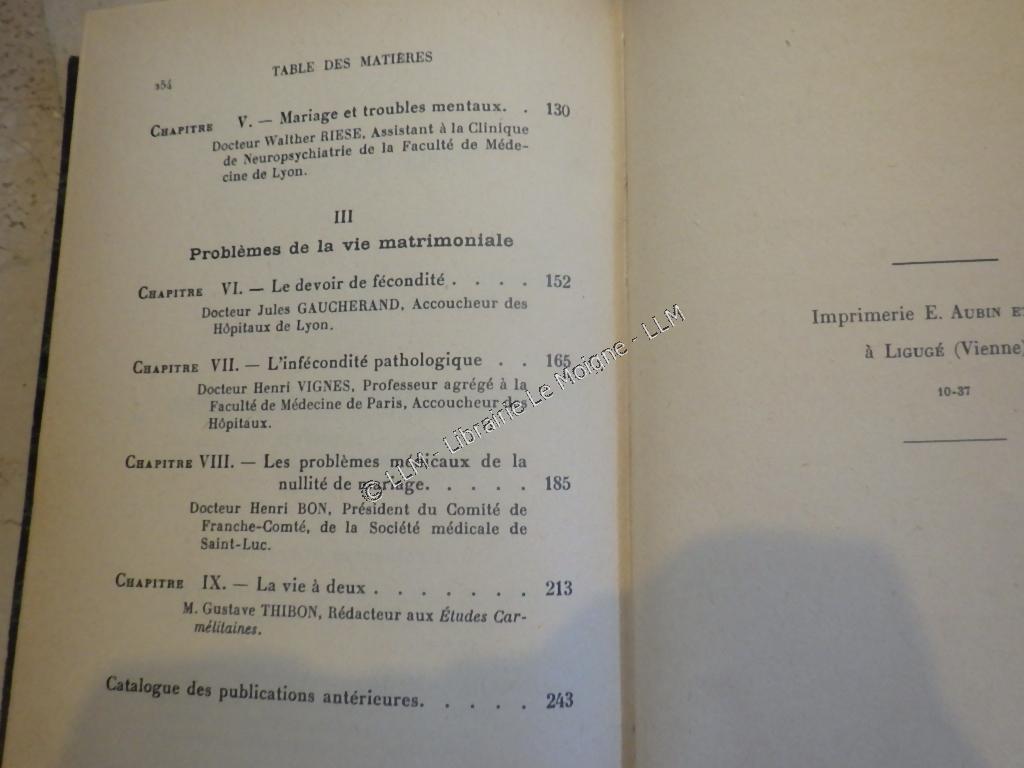 254
TABLE DES MATIÈRES
CHAPITRE V. — Mariage et troubles mentaux. . 130
Docteur Walther RIESE, Assistant à la Clinique
de Neuropsychiatrie de la Faculté de Méde-
cine de Lyon.
III
Problèmes de la vie matrimoniale
CHAPITRE VI. — Le devoir de fécondité . . . . 152
Docteur Jules GAUCHERAND, Accoucheur des
Hôpitaux de Lyon.
CHAPITRE VII. — L'infécondité pathologique . . 165
Docteur Henri VIGNES, Professeur agrégé à la
Faculté de Médecine de Paris, Accoucheur des
Hôpitaux.
CHAPITRE VIII. — Les problèmes médicaux de la
nullité de mariage. . . . . 185
Docteur Henri BON, Président du Comité de
Franche-Comté, de la Société médicale de
Saint-Luc.
CHAPITRE IX. — La vie à deux . . . . . . . 213
M. Gustave THIBON, Rédacteur aux Études Car-
mélitaines.
Catalogue des publications antérieures. . . . . 243
Imprimerie E. AUBIN ET
à LIGUGÉ (Vienne)
10-37
© LLM - Librairie Le Moigne - LLM